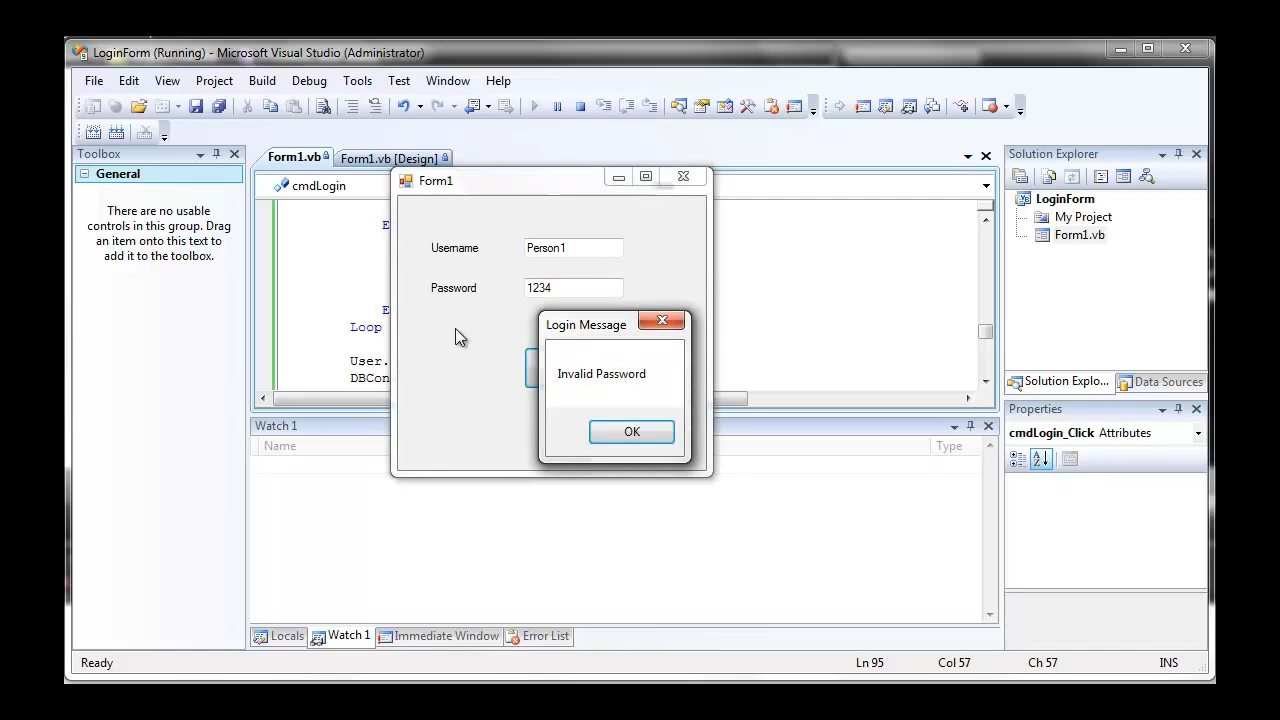 LoginForm (Running) - Microsoft Visual Studio (Administrator)
File Edit View Project Build Debug Tools Test Window Help
Toolbox
General
There are no usable
controls in this group. Drag
an item onto this text to
add it to the toolbox.
Form1.vb Form1.vb [Design]
cmdLogin
E
E
Loop
User.
DBCon
Form1
Username Person1
Password 1234
Login Message
Invalid Password
OK
Watch 1
Name Type
Locals Watch 1 Immediate Window Error List
Solution Explorer
LoginForm
My Project
Form1.vb
Solution Explo... Data Sources
Properties
cmdLogin_Click Attributes
Ready Ln 95 Col 57 Ch 57 INS